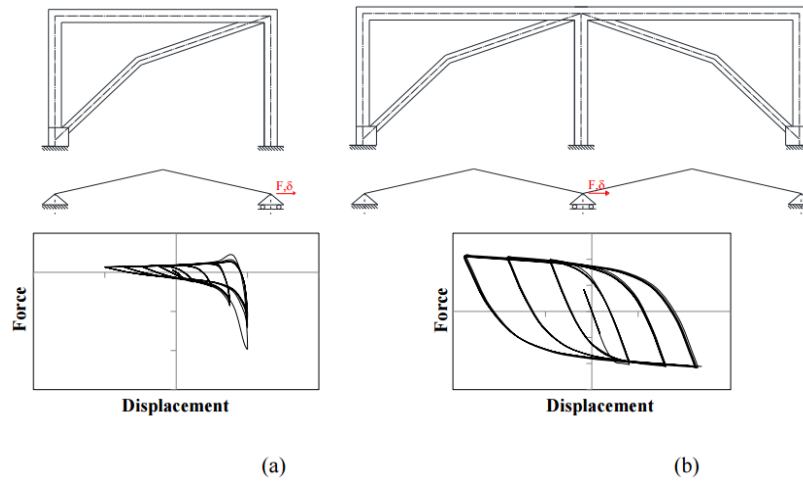 F,δ
F,δ
Force
Displacement
Force
Displacement
(a)
(b)